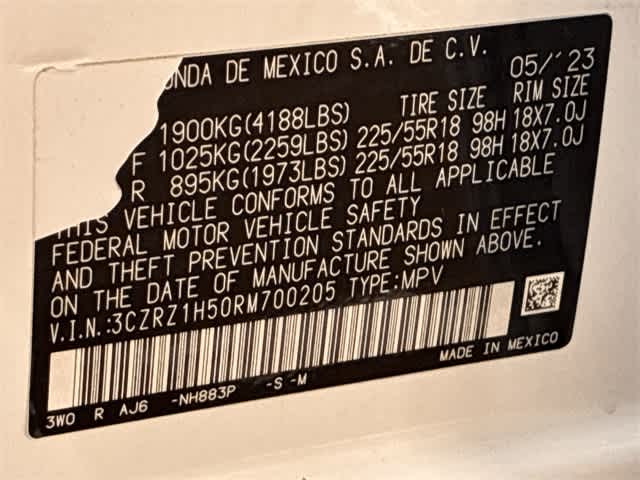 ONDA DE MEXICO S.A. DE C.V. 05/'23
1900KG(4188LBS) TIRE SIZE RIM SIZE
F 1025KG(2259LBS) 225/55R18 98H 18X7.0J
R 895KG(1973LBS) 225/55R18 98H 18X7.0J
THIS VEHICLE CONFORMS TO ALL APPLICABLE
FEDERAL MOTOR VEHICLE SAFETY
AND THEFT PREVENTION STANDARDS IN EFFECT
ON THE DATE OF MANUFACTURE SHOWN ABOVE.
V.I.N.:3CZRZ1H50RM700205 TYPE:MPV
MADE IN MEXICO
3WO R AJ6 -NH883P -S -M